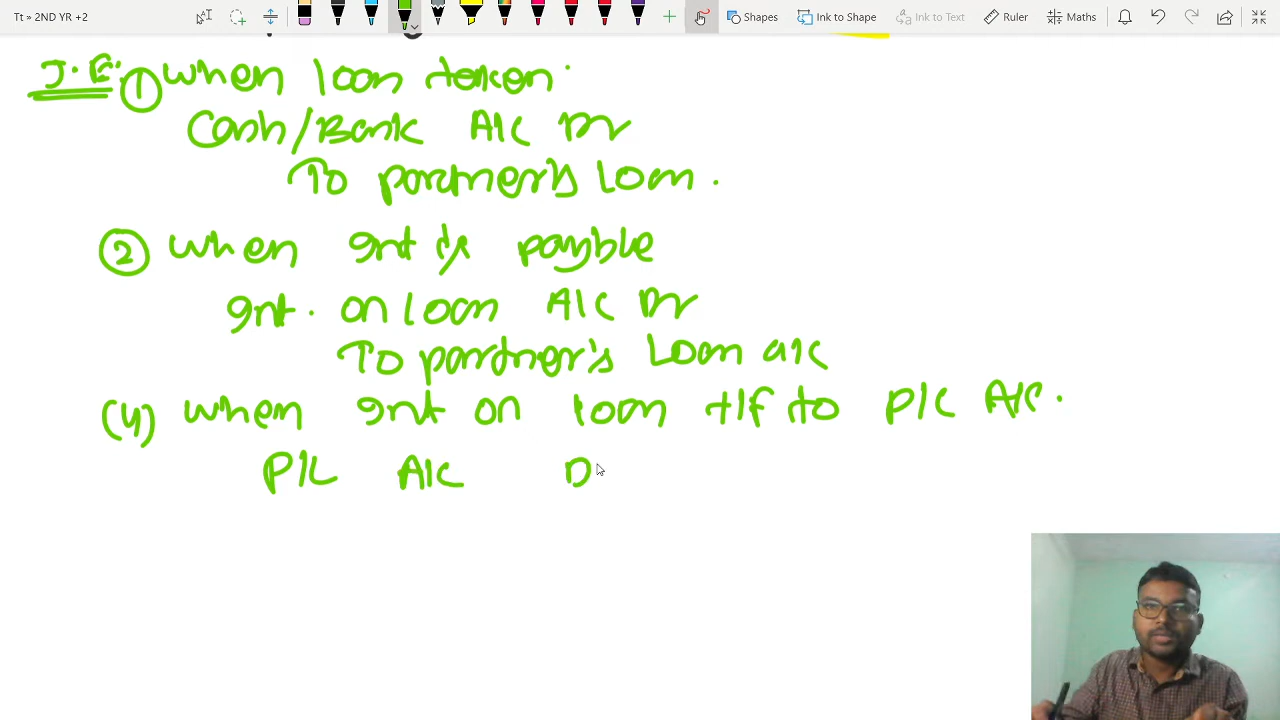 Tt > 2ND YR +2
Shapes Ink to Shape Ink to Text Ruler Maths
J.E. ① when loan taken.
Cash/Bank A/C Dr
To partner's Loan.
② when Int is payble
Int. on loan A/C Dr
To partner's Loan a/c
(4) when Int on loan t/f to P/L A/C.
P/L A/C D